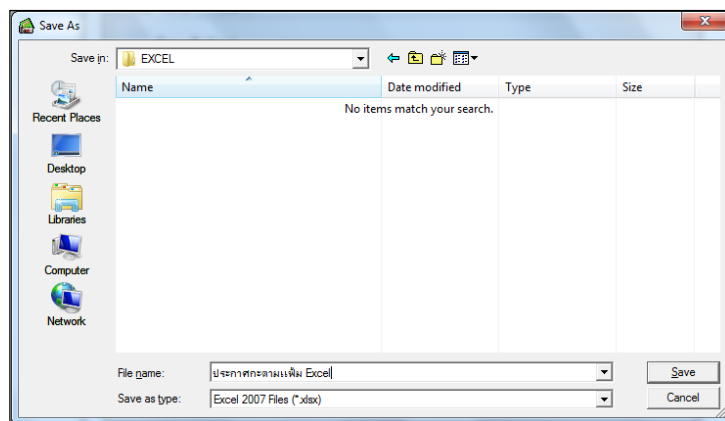 Save As
Save in: EXCEL
Name Date modified Type Size
No items match your search.
Recent Places
Desktop
Libraries
Computer
Network
File name: ประกาศกะตามแฟ้ม Excel Save
Save as type: Excel 2007 Files (*.xlsx) Cancel